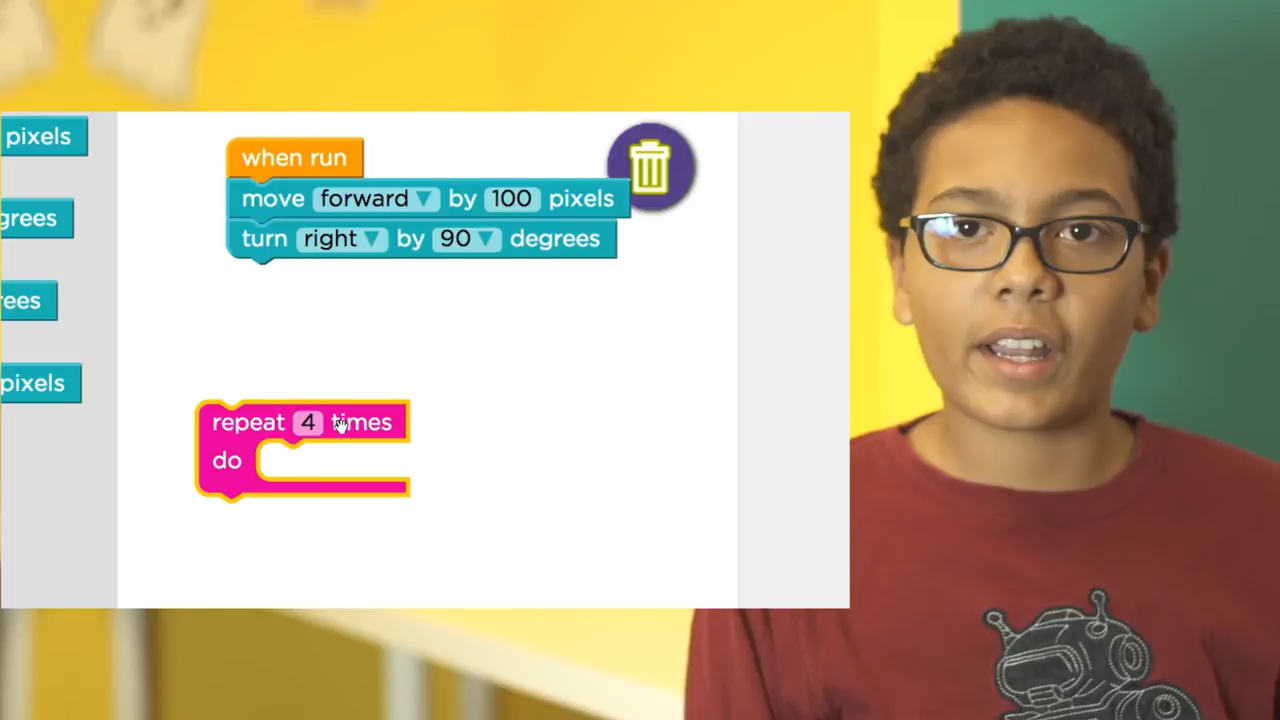 pixels
grees
rees
pixels
when run
move forward by 100 pixels
turn right by 90 degrees
repeat 4 times
do